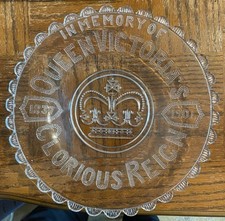 IN MEMORY OF
QUEEN VICTORIA'S
GLORIOUS REIGN